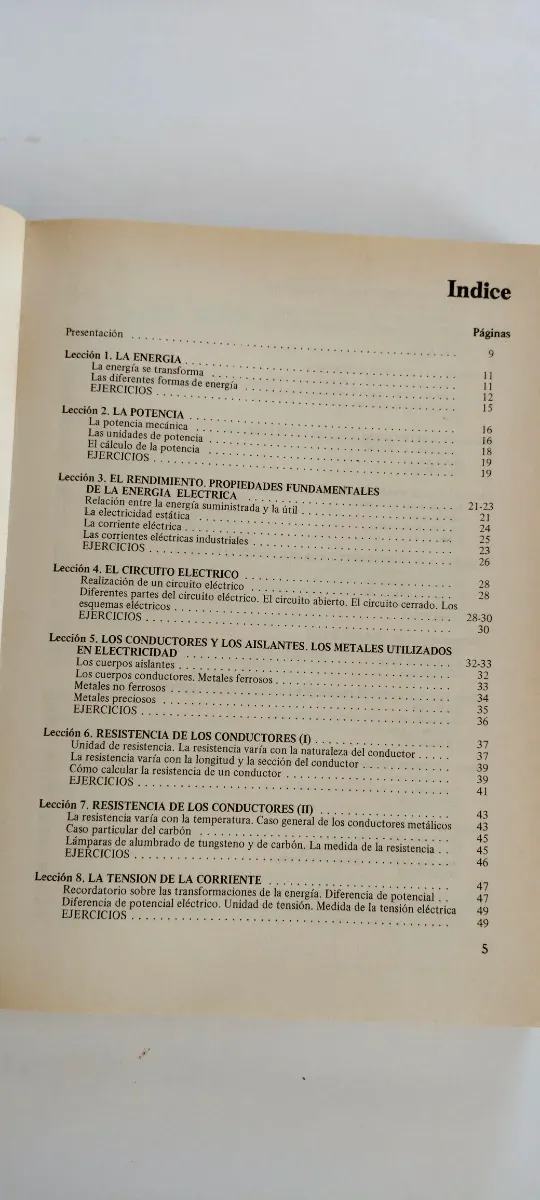 Indice
Páginas
Presentación 9
Lección 1. LA ENERGIA 11
La energía se transforma 11
Las diferentes formas de energía 12
EJERCICIOS 15
Lección 2. LA POTENCIA 16
La potencia mecánica 16
Las unidades de potencia 18
El cálculo de la potencia 19
EJERCICIOS 19
Lección 3. EL RENDIMIENTO. PROPIEDADES FUNDAMENTALES
DE LA ENERGIA ELECTRICA 21-23
Relación entre la energía suministrada y la útil 21
La electricidad estática 24
La corriente eléctrica 25
Las corrientes eléctricas industriales 23
EJERCICIOS 26
Lección 4. EL CIRCUITO ELECTRICO 28
Realización de un circuito eléctrico 28
Diferentes partes del circuito eléctrico. El circuito abierto. El circuito cerrado. Los
esquemas eléctricos 28-30
EJERCICIOS 30
Lección 5. LOS CONDUCTORES Y LOS AISLANTES. LOS METALES UTILIZADOS
EN ELECTRICIDAD 32-33
Los cuerpos aislantes 32
Los cuerpos conductores. Metales ferrosos 33
Metales no ferrosos 34
Metales preciosos 35
EJERCICIOS 36
Lección 6. RESISTENCIA DE LOS CONDUCTORES (I) 37
Unidad de resistencia. La resistencia varía con la naturaleza del conductor 37
La resistencia varía con la longitud y la sección del conductor 39
Cómo calcular la resistencia de un conductor 39
EJERCICIOS 41
Lección 7. RESISTENCIA DE LOS CONDUCTORES (II) 43
La resistencia varía con la temperatura. Caso general de los conductores metálicos 43
Caso particular del carbón 45
Lámparas de alumbrado de tungsteno y de carbón. La medida de la resistencia 45
EJERCICIOS 46
Lección 8. LA TENSION DE LA CORRIENTE 47
Recordatorio sobre las transformaciones de la energía. Diferencia de potencial 47
Diferencia de potencial eléctrico. Unidad de tensión. Medida de la tensión eléctrica 49
EJERCICIOS 49
5